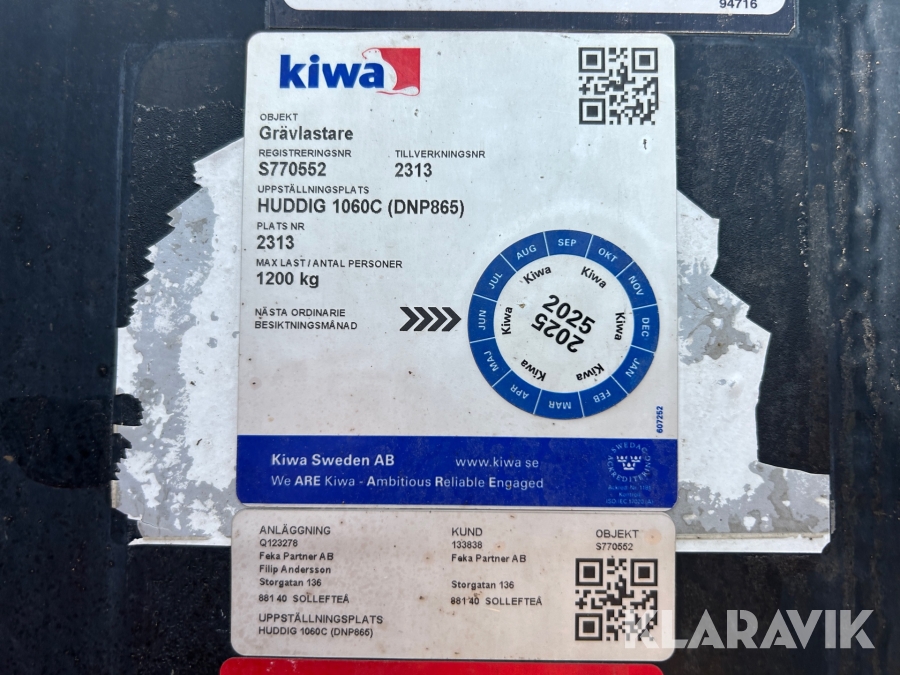 94716
kiwa
OBJEKT
Grävlastare
REGISTRERINGSNR TILLVERKNINGSNR
S770552 2313
UPPSTÄLLNINGSPLATS
HUDDIG 1060C (DNP865)
PLATS NR
2313
MAX LAST / ANTAL PERSONER
1200 kg
NÄSTA ORDINARIE
BESIKTNINGSMÅNAD
JAN FEB MAR APR MAJ JUN JUL AUG SEP OKT NOV DEC
Kiwa Kiwa Kiwa Kiwa Kiwa Kiwa
2025
2025
607252
Kiwa Sweden AB www.kiwa.se
We ARE Kiwa - Ambitious Reliable Engaged
SWEDAC
ACKREDITERING
ANLÄGGNING KUND OBJEKT
Q123278 133838 S770552
Feka Partner AB Feka Partner AB
Filip Andersson
Storgatan 136 Storgatan 136
881 40 SOLLEFTEÅ 881 40 SOLLEFTEÅ
UPPSTÄLLNINGSPLATS
HUDDIG 1060C (DNP865)
KLARAVIK